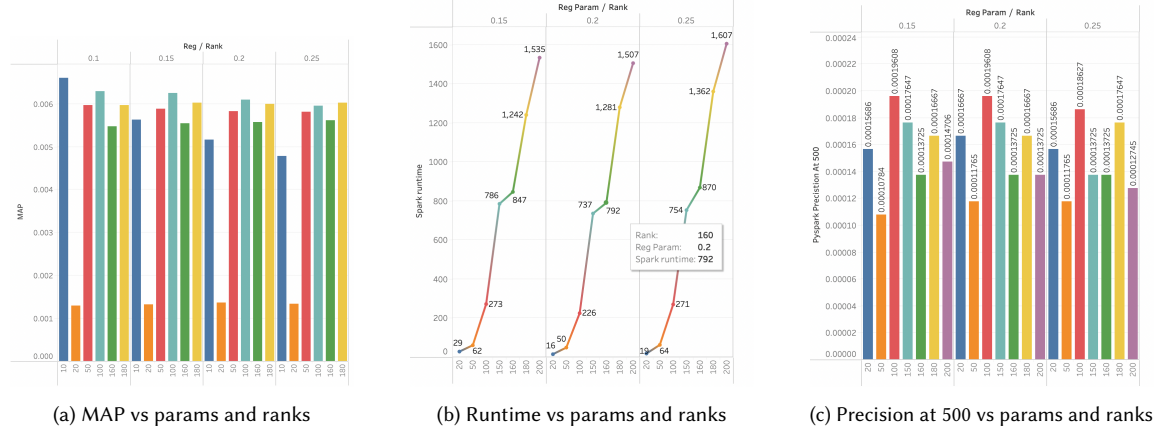 Reg / Rank
0.1 0.15 0.2 0.25
0.006
0.005
0.004
0.003
0.002
0.001
0.000
MAP
10 20 50 100 160 180 10 20 50 100 160 180 10 20 50 100 160 180 10 20 50 100 160 180
(a) MAP vs params and ranks
Reg Param / Rank
0.15 0.2 0.25
1600
1400
1200
1000
800
600
400
200
0
Spark runtime
29 62 273 786 847 1,242 1,535
16 50 226 737 792 1,281 1,507
19 64 271 754 870 1,362 1,607
Rank: 160
Reg Param: 0.2
Spark runtime: 792
20 50 100 150 160 180 200 20 50 100 150 160 180 200 20 50 100 150 160 180 200
(b) Runtime vs params and ranks
Reg Param / Rank
0.15 0.2 0.25
0.00024
0.00022
0.00020
0.00018
0.00016
0.00014
0.00012
0.00010
0.00008
0.00006
0.00004
0.00002
0.00000
Pyspark Precistion At 500
0.00015686 0.00010784 0.00019608 0.00017647 0.00013725 0.00016667 0.00014706
0.00016667 0.00011765 0.00019608 0.00017647 0.00013725 0.00016667 0.00013725
0.00015686 0.00011765 0.00018627 0.00013725 0.00013725 0.00017647 0.00012745
20 50 100 150 160 180 200 20 50 100 150 160 180 200 20 50 100 150 160 180 200
(c) Precision at 500 vs params and ranks